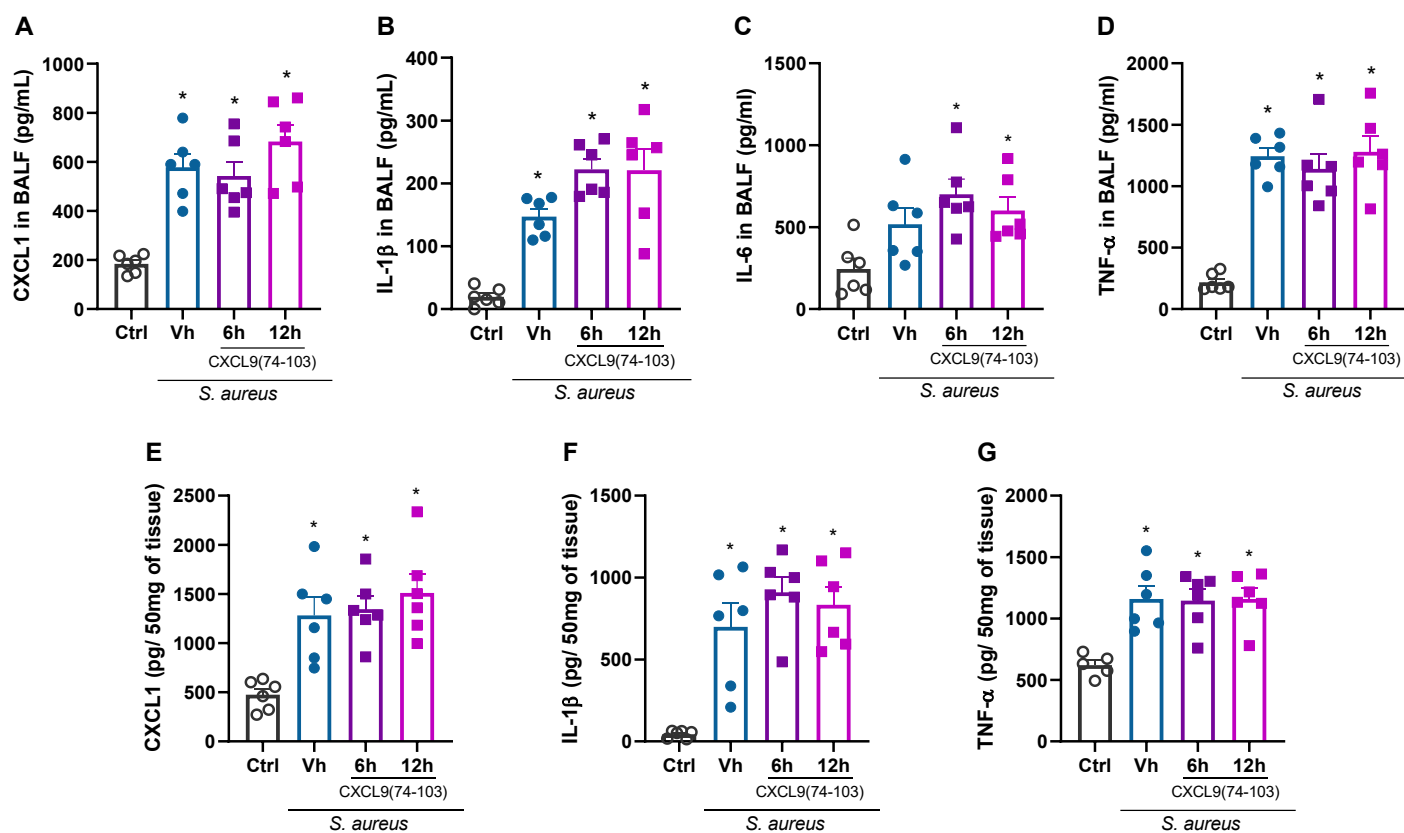 A
CXCL1 in BALF (pg/mL)
1000
800
600
400
200
0
*
*
*
Ctrl Vh 6h 12h
CXCL9(74-103)
S. aureus
B
IL-1β in BALF (pg/mL)
400
300
200
100
0
*
*
*
Ctrl Vh 6h 12h
CXCL9(74-103)
S. aureus
C
IL-6 in BALF (pg/ml)
1500
1000
500
0
*
*
Ctrl Vh 6h 12h
CXCL9(74-103)
S. aureus
D
TNF-α in BALF (pg/ml)
2000
1500
1000
500
0
*
*
*
Ctrl Vh 6h 12h
CXCL9(74-103)
S. aureus
E
CXCL1 (pg/ 50mg of tissue)
2500
2000
1500
1000
500
0
*
*
*
Ctrl Vh 6h 12h
CXCL9(74-103)
S. aureus
F
IL-1β (pg/ 50mg of tissue)
1500
1000
500
0
*
*
*
Ctrl Vh 6h 12h
CXCL9(74-103)
S. aureus
G
TNF-α (pg/ 50mg of tissue)
2000
1500
1000
500
0
*
*
*
Ctrl Vh 6h 12h
CXCL9(74-103)
S. aureus